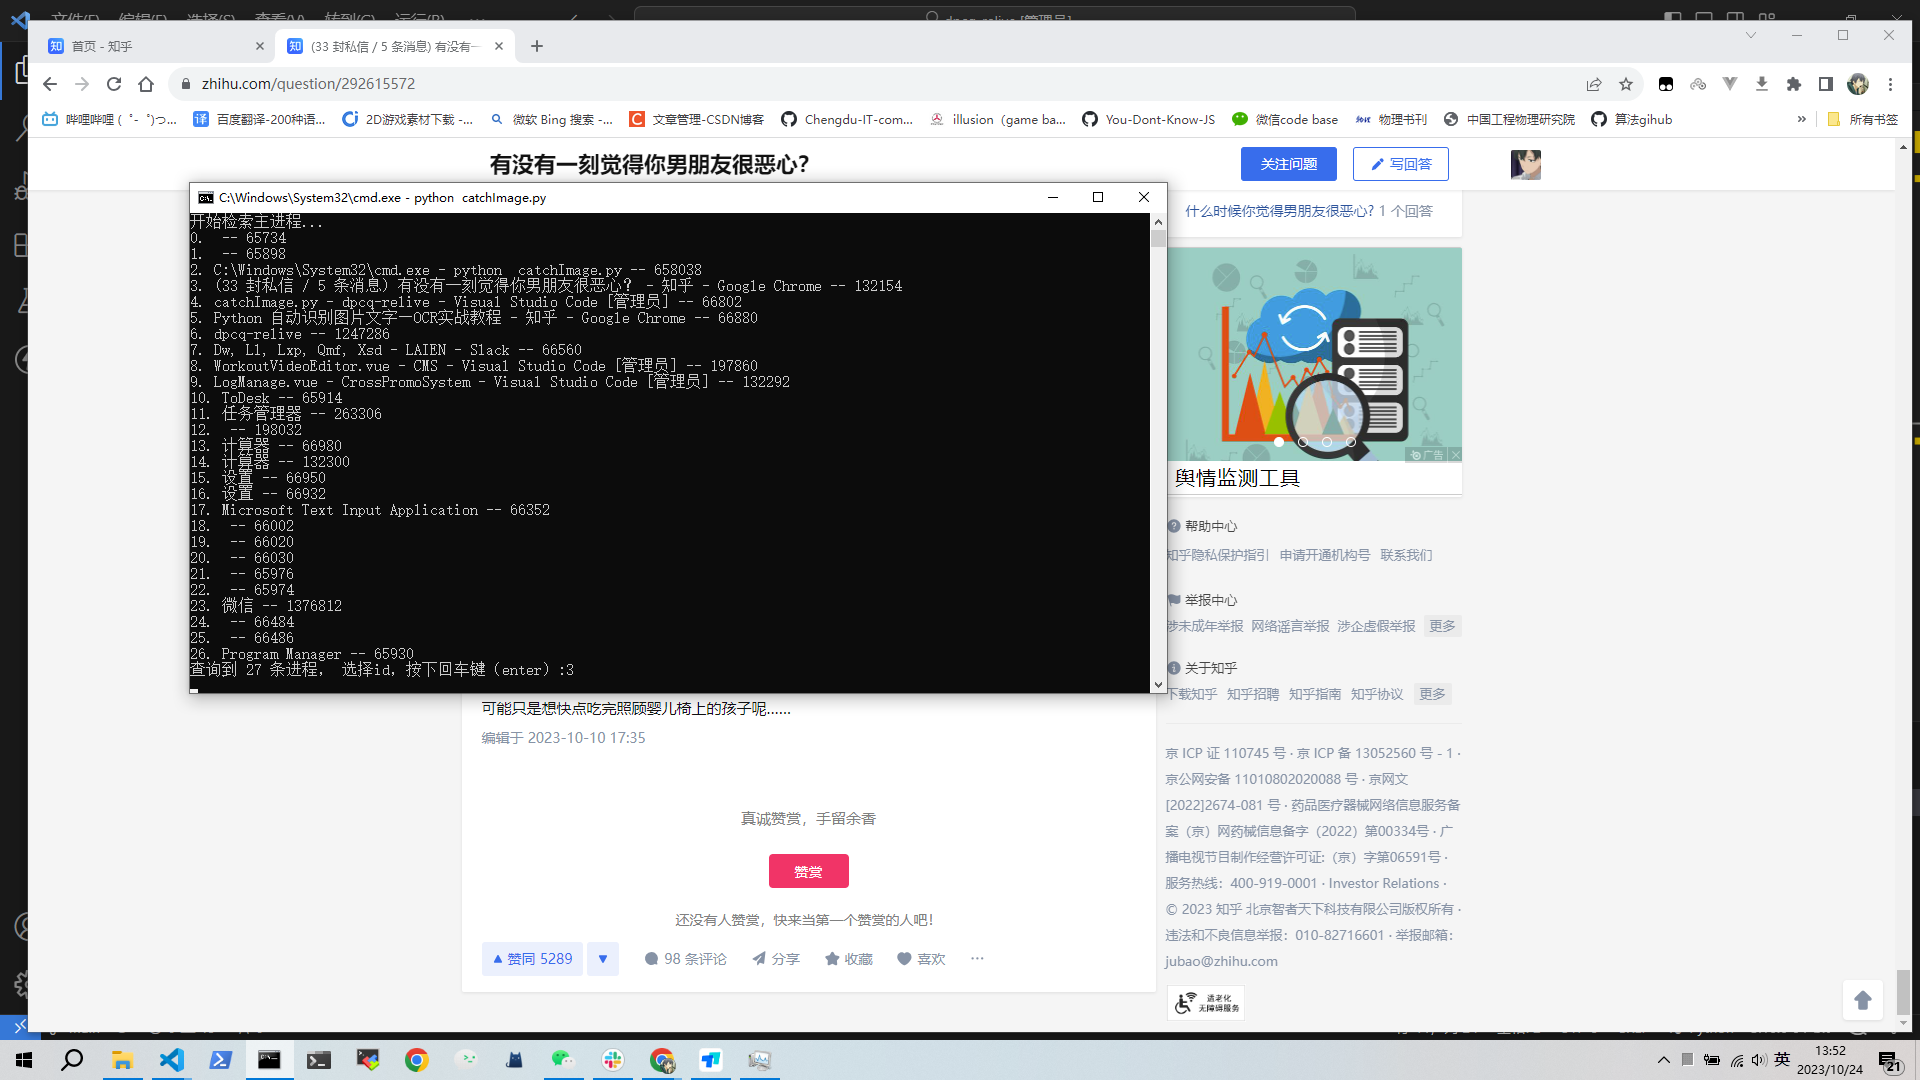 文件(F) 编辑(E) 选择(S) 查看(V) 转到(G) 运行(R) ···
dpcq-relive [管理员]
首页 - 知乎
(33 封私信 / 5 条消息) 有没有一
zhihu.com/question/292615572
哔哩哔哩 ( ゜- ゜)つ...
百度翻译-200种语...
2D游戏素材下载 -...
微软 Bing 搜索 -...
文章管理-CSDN博客
Chengdu-IT-com...
illusion（game ba...
You-Dont-Know-JS
微信code base
物理书刊
中国工程物理研究院
算法gihub
»
所有书签
有没有一刻觉得你男朋友很恶心?
关注问题
写回答
什么时候你觉得男朋友很恶心? 1 个回答
C:\Windows\System32\cmd.exe - python  catchImage.py
开始检索主进程...
0.  -- 65734
1.  -- 65898
2. C:\Windows\System32\cmd.exe - python  catchImage.py -- 658038
3. (33 封私信 / 5 条消息) 有没有一刻觉得你男朋友很恶心? - 知乎 - Google Chrome -- 132154
4. catchImage.py - dpcq-relive - Visual Studio Code [管理员] -- 66802
5. Python 自动识别图片文字—OCR实战教程 - 知乎 - Google Chrome -- 66880
6. dpcq-relive -- 1247286
7. Dw, Ll, Lxp, Qmf, Xsd - LAIEN - Slack -- 66560
8. WorkoutVideoEditor.vue - CMS - Visual Studio Code [管理员] -- 197860
9. LogManage.vue - CrossPromoSystem - Visual Studio Code [管理员] -- 132292
10. ToDesk -- 65914
11. 任务管理器 -- 263306
12.  -- 198032
13. 计算器 -- 66980
14. 计算器 -- 132300
15. 设置 -- 66950
16. 设置 -- 66932
17. Microsoft Text Input Application -- 66352
18.  -- 66002
19.  -- 66020
20.  -- 66030
21.  -- 65976
22.  -- 65974
23. 微信 -- 1376812
24.  -- 66484
25.  -- 66486
26. Program Manager -- 65930
查询到 27 条进程， 选择id，按下回车键（enter）:3
广告
舆情监测工具
帮助中心
知乎隐私保护指引 申请开通机构号 联系我们
举报中心
涉未成年举报 网络谣言举报 涉企虚假举报 更多
关于知乎
下载知乎 知乎招聘 知乎指南 知乎协议 更多
京 ICP 证 110745 号 · 京 ICP 备 13052560 号 - 1 ·
京公网安备 11010802020088 号 · 京网文
[2022]2674-081 号 · 药品医疗器械网络信息服务备
案（京）网药械信息备字（2022）第00334号 · 广
播电视节目制作经营许可证:（京）字第06591号 ·
服务热线：400-919-0001 · Investor Relations ·
© 2023 知乎 北京智者天下科技有限公司版权所有 ·
违法和不良信息举报：010-82716601 · 举报邮箱：
jubao@zhihu.com
适老化
无障碍服务
可能只是想快点吃完照顾婴儿椅上的孩子呢......
编辑于 2023-10-10 17:35
真诚赞赏，手留余香
赞赏
还没有人赞赏，快来当第一个赞赏的人吧！
赞同 5289
98 条评论
分享
收藏
喜欢
···
英
13:52
2023/10/24
21